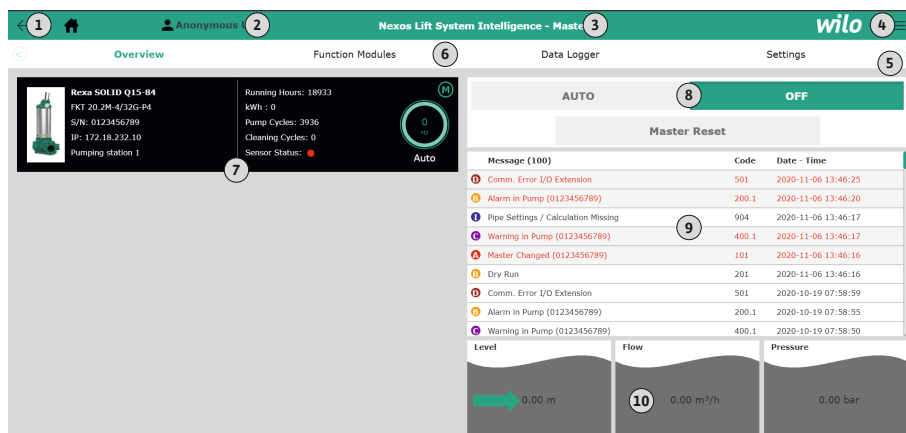 1 Anonymous 2 Nexos Lift System Intelligence - Maste 3 wilo 4
< Overview Function Modules 6 Data Logger Settings 5
Rexa SOLID Q15-84
FKT 20.2M-4/32G-P4
S/N: 0123456789
IP: 172.18.232.10
Pumping station 1
Running Hours: 18933
kWh : 0
Pump Cycles: 3936
Cleaning Cycles: 0
Sensor Status:
M
0
Hz
Auto
7
AUTO 8 OFF
Master Reset
Message (100) Code Date - Time
D Comm. Error I/O Extension 501 2020-11-06 13:46:25
B Alarm in Pump (0123456789) 200.1 2020-11-06 13:46:20
I Pipe Settings / Calculation Missing 904 2020-11-06 13:46:17
9
C Warning in Pump (0123456789) 400.1 2020-11-06 13:46:17
A Master Changed (0123456789) 101 2020-11-06 13:46:16
B Dry Run 201 2020-11-06 13:46:16
D Comm. Error I/O Extension 501 2020-10-19 07:58:59
B Alarm in Pump (0123456789) 200.1 2020-10-19 07:58:55
C Warning in Pump (0123456789) 400.1 2020-10-19 07:58:50
Level Flow Pressure
0.00 m 10 0.00 m³/h 0.00 bar